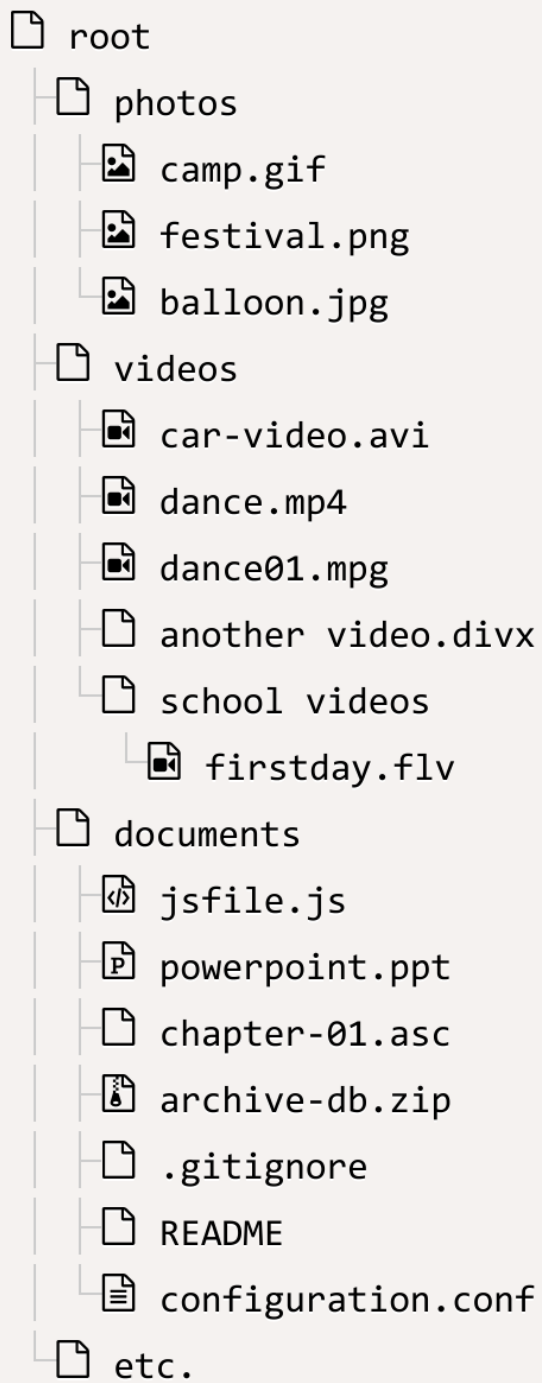 root
photos
camp.gif
festival.png
balloon.jpg
videos
car-video.avi
dance.mp4
dance01.mpg
another video.divx
school videos
firstday.flv
documents
jsfile.js
powerpoint.ppt
chapter-01.asc
archive-db.zip
.gitignore
README
configuration.conf
etc.